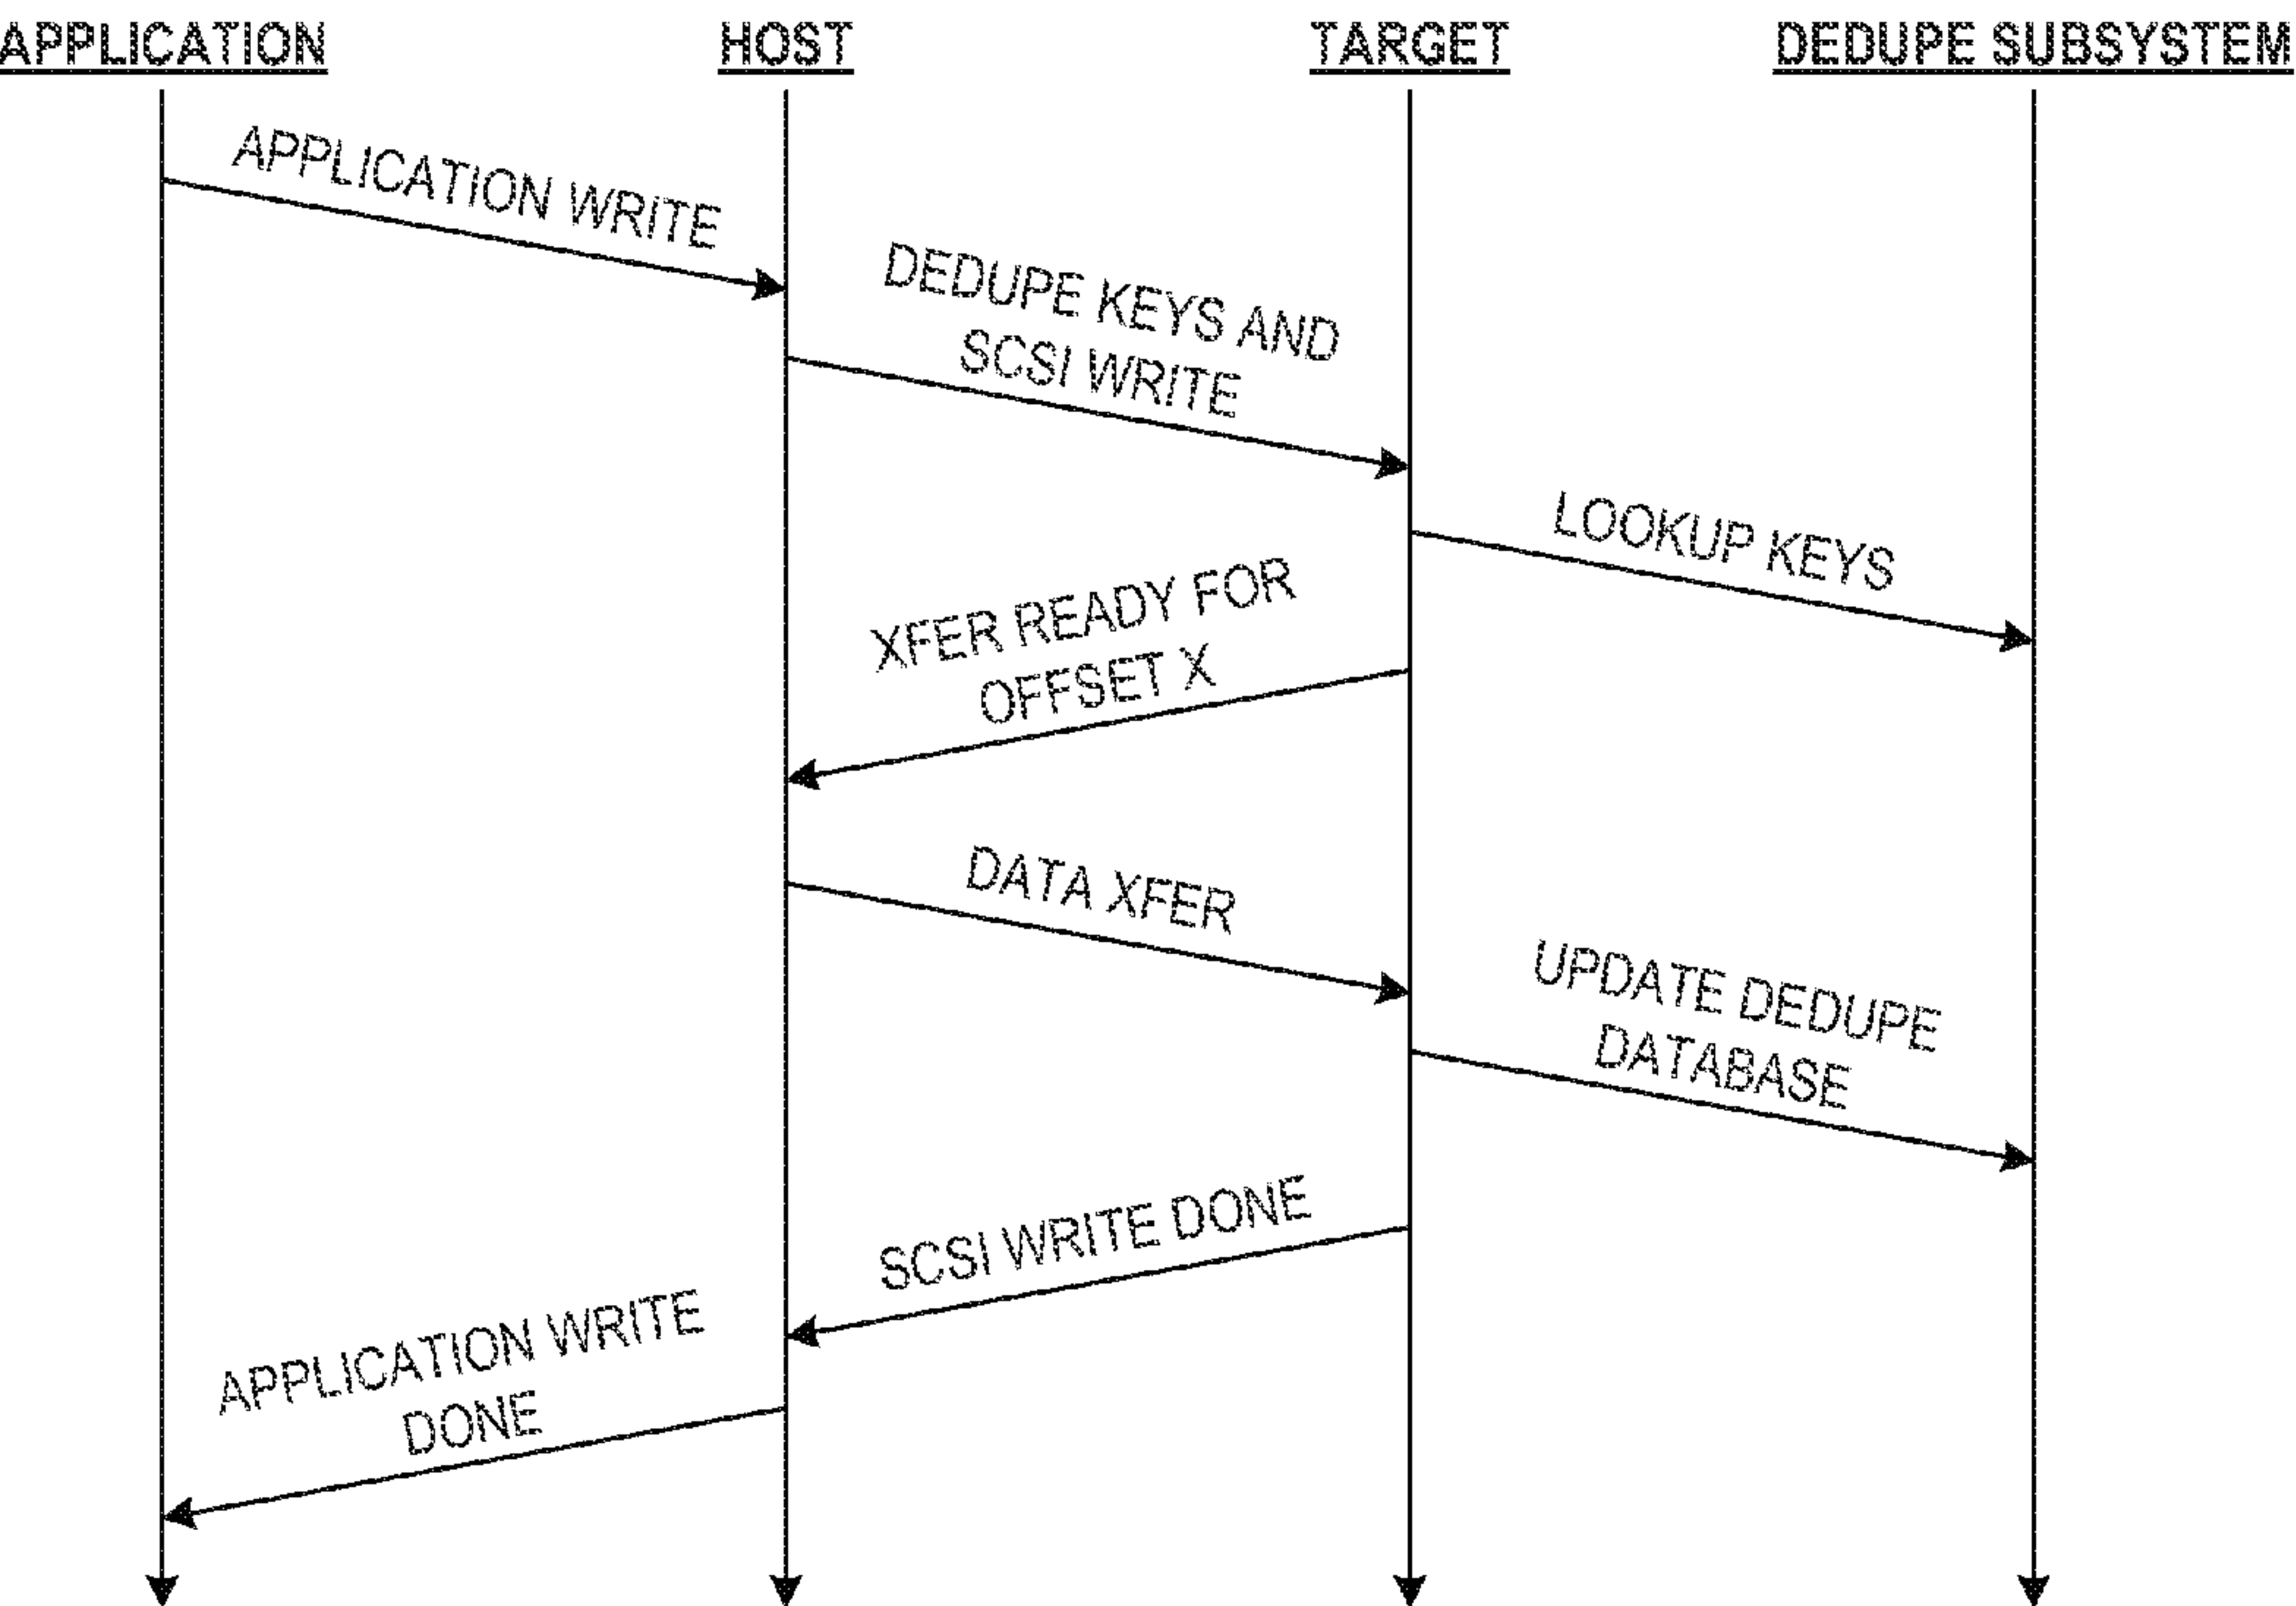 APPLICATION
HOST
TARGET
DEDUPE SUBSYSTEM
APPLICATION WRITE
DEDUPE KEYS AND
SCSI WRITE
LOOKUP KEYS
XFER READY FOR
OFFSET X
DATA XFER
UPDATE DEDUPE
DATABASE
SCSI WRITE DONE
APPLICATION WRITE
DONE